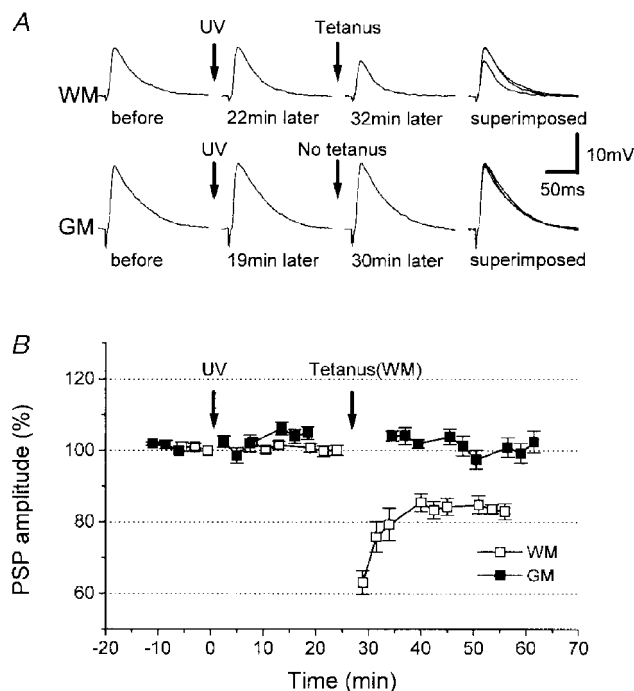 A
UV
Tetanus
WM
before
22min later
32min later
superimposed
UV
No tetanus
10mV
50ms
GM
before
19min later
30min later
superimposed
B
UV
Tetanus(WM)
PSP amplitude (%)
120
100
80
60
WM
GM
-20 -10 0 10 20 30 40 50 60 70
Time (min)